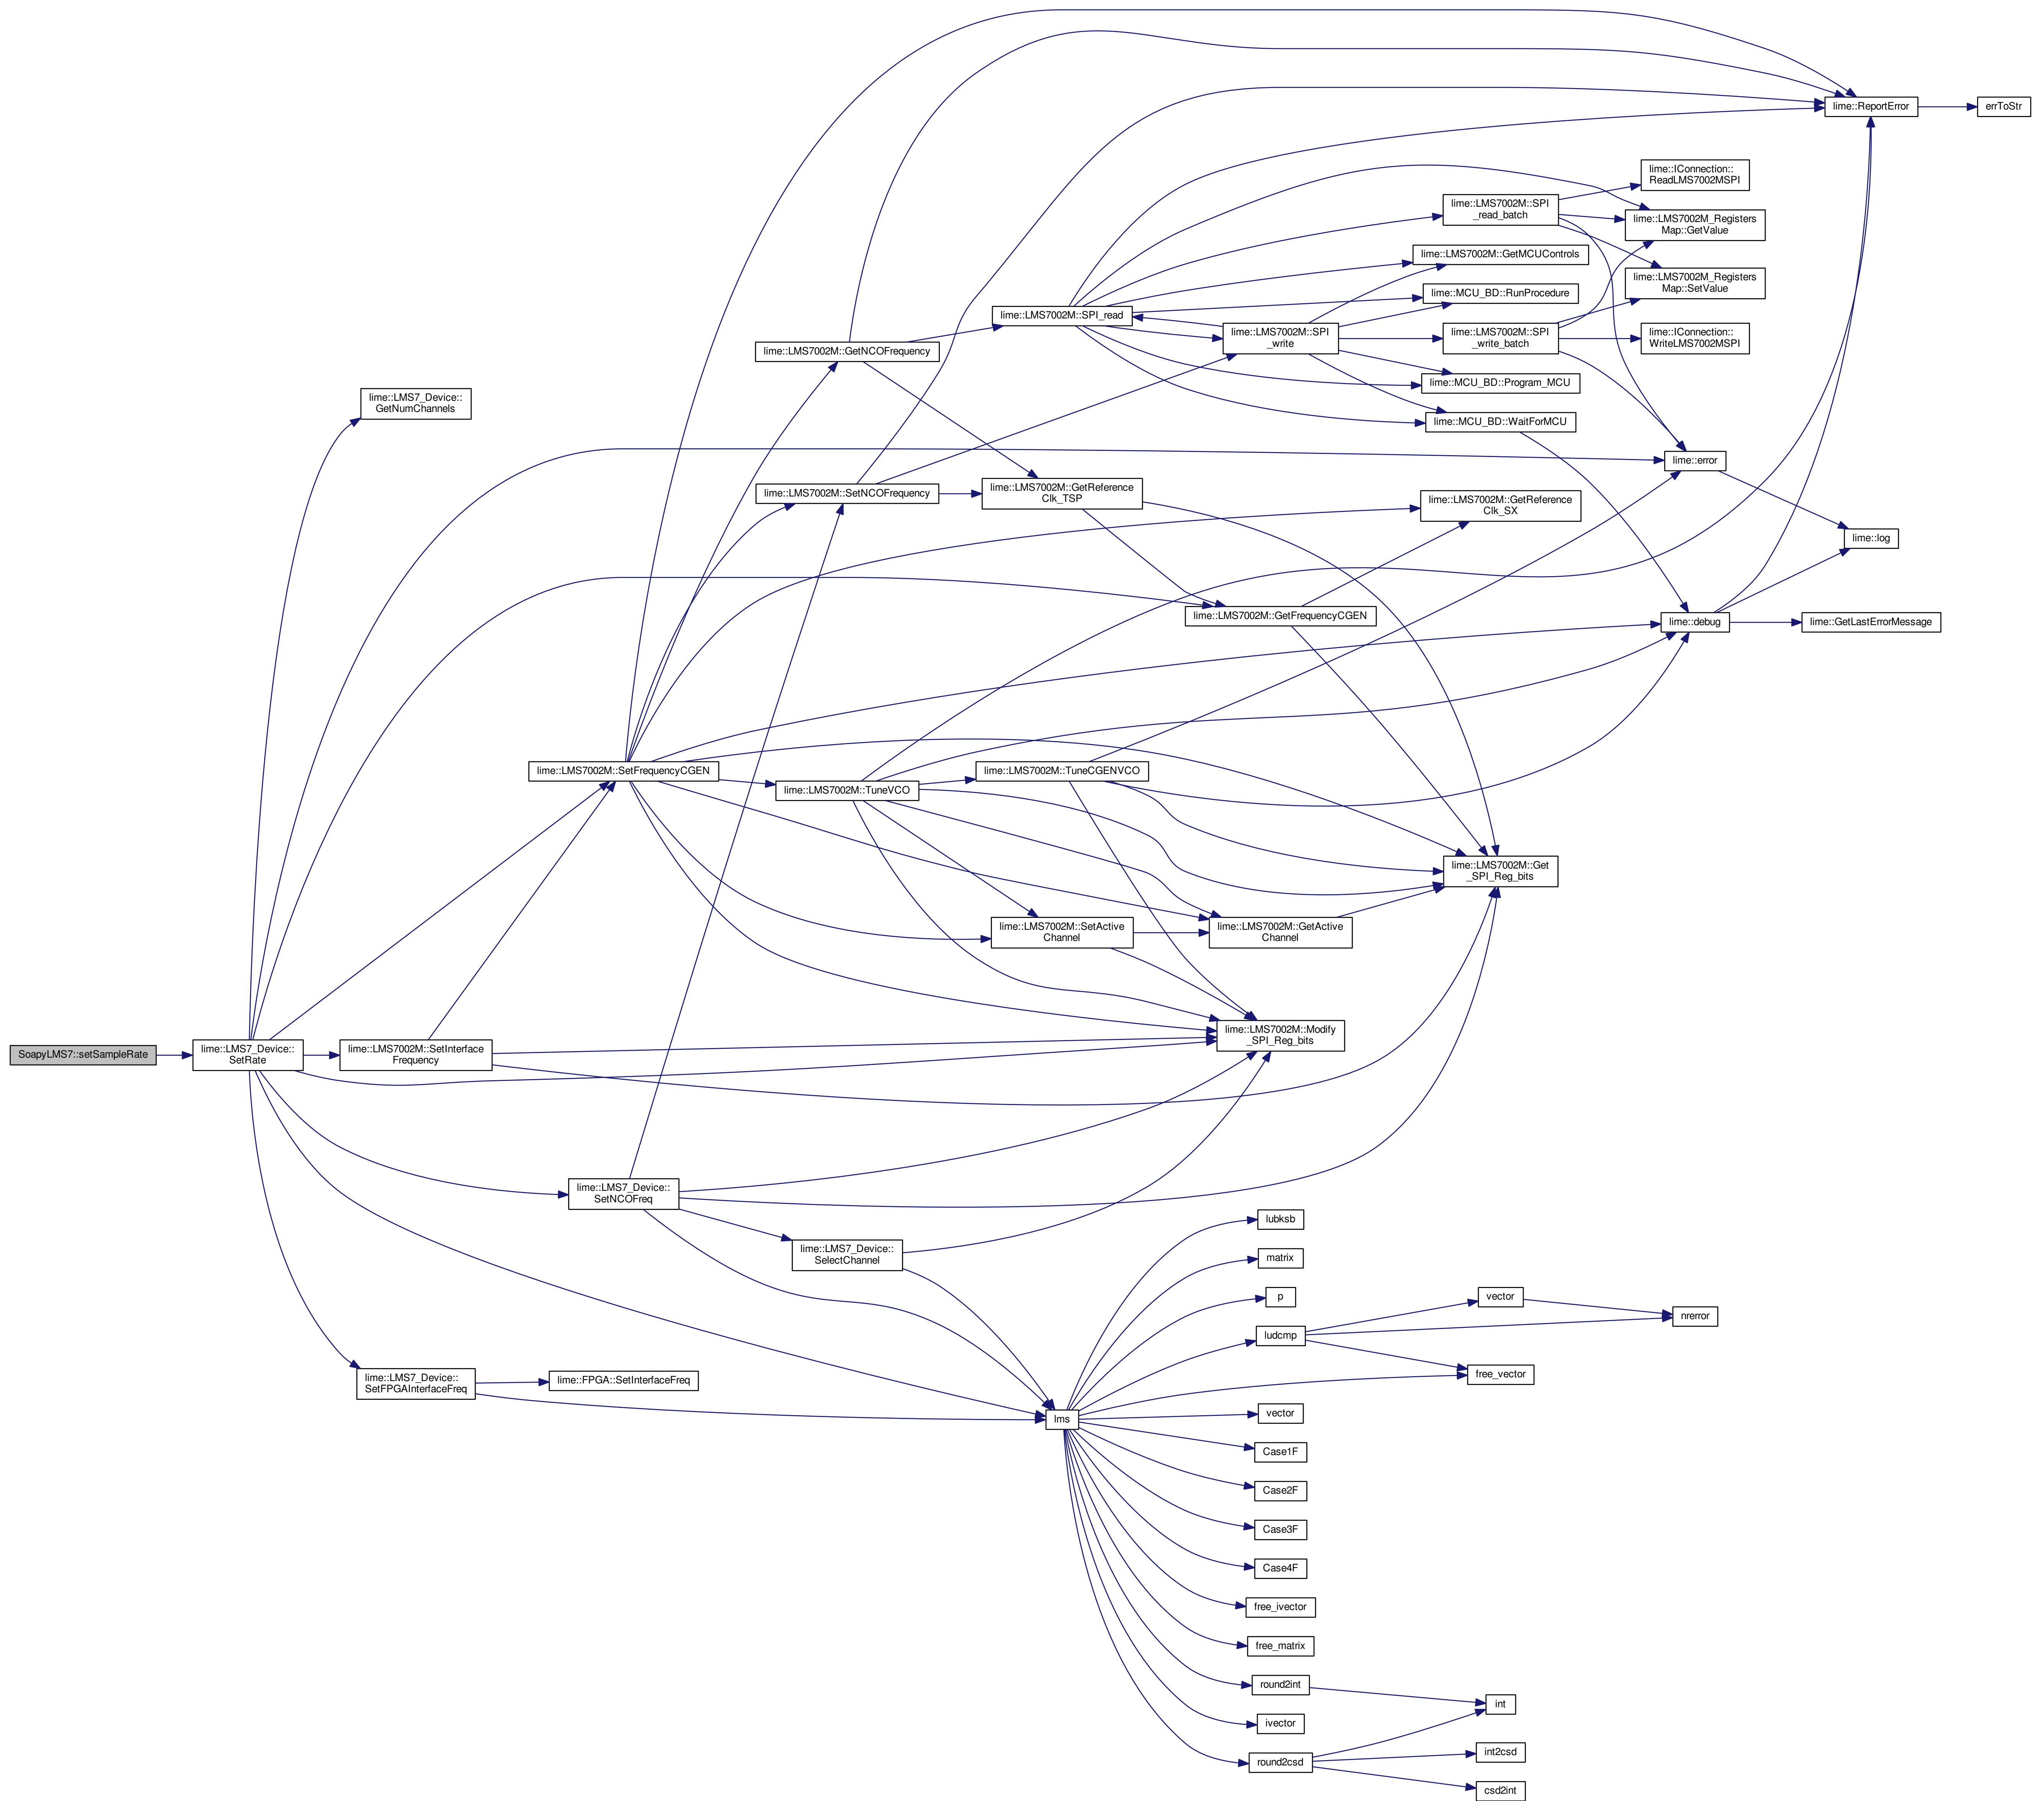 lime::ReportError
errToStr
lime::IConnection::
ReadLMS7002MSPI
lime::LMS7002M::SPI
_read_batch
lime::LMS7002M_Registers
Map::GetValue
lime::LMS7002M::GetMCUControls
lime::LMS7002M_Registers
Map::SetValue
lime::MCU_BD::RunProcedure
lime::LMS7002M::SPI_read
lime::LMS7002M::SPI
_write
lime::LMS7002M::SPI
_write_batch
lime::IConnection::
WriteLMS7002MSPI
lime::LMS7002M::GetNCOFrequency
lime::MCU_BD::Program_MCU
lime::LMS7_Device::
GetNumChannels
lime::MCU_BD::WaitForMCU
lime::error
lime::LMS7002M::SetNCOFrequency
lime::LMS7002M::GetReference
Clk_TSP
lime::LMS7002M::GetReference
Clk_SX
lime::log
lime::LMS7002M::GetFrequencyCGEN
lime::debug
lime::GetLastErrorMessage
lime::LMS7002M::SetFrequencyCGEN
lime::LMS7002M::TuneCGENVCO
lime::LMS7002M::TuneVCO
lime::LMS7002M::Get
_SPI_Reg_bits
lime::LMS7002M::SetActive
Channel
lime::LMS7002M::GetActive
Channel
lime::LMS7002M::Modify
_SPI_Reg_bits
SoapyLMS7::setSampleRate
lime::LMS7_Device::
SetRate
lime::LMS7002M::SetInterface
Frequency
lime::LMS7_Device::
SetNCOFreq
lime::LMS7_Device::
SelectChannel
lubksb
matrix
p
vector
nrerror
ludcmp
free_vector
lime::LMS7_Device::
SetFPGAInterfaceFreq
lime::FPGA::SetInterfaceFreq
lms
vector
Case1F
Case2F
Case3F
Case4F
free_ivector
free_matrix
round2int
int
ivector
round2csd
int2csd
csd2int